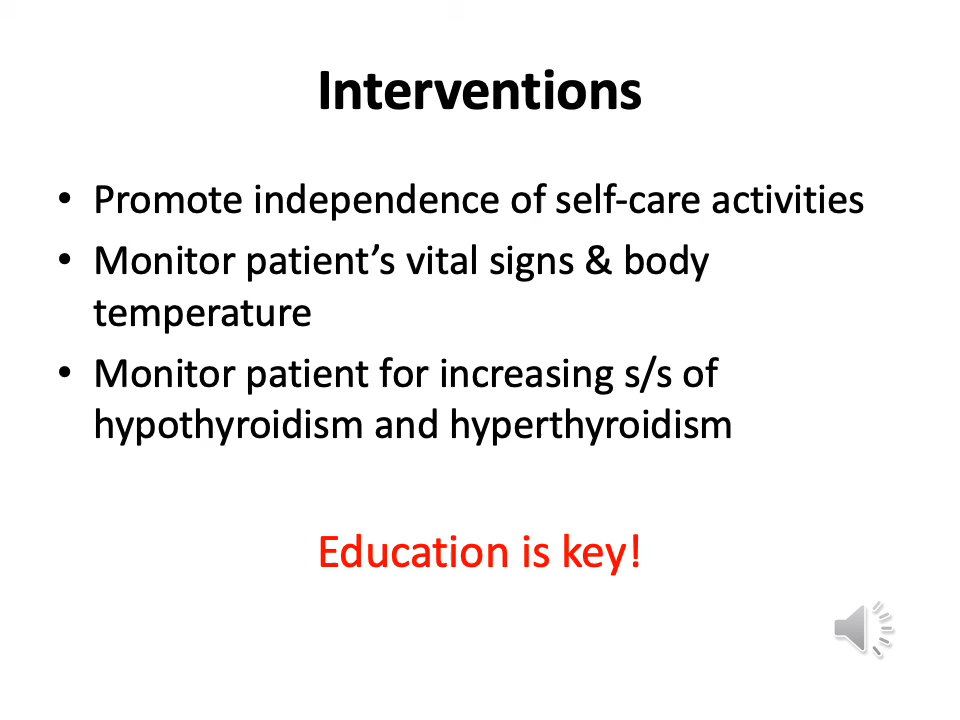 Interventions
• Promote independence of self-care activities
• Monitor patient’s vital signs & body
temperature
• Monitor patient for increasing s/s of
hypothyroidism and hyperthyroidism
Education is key!